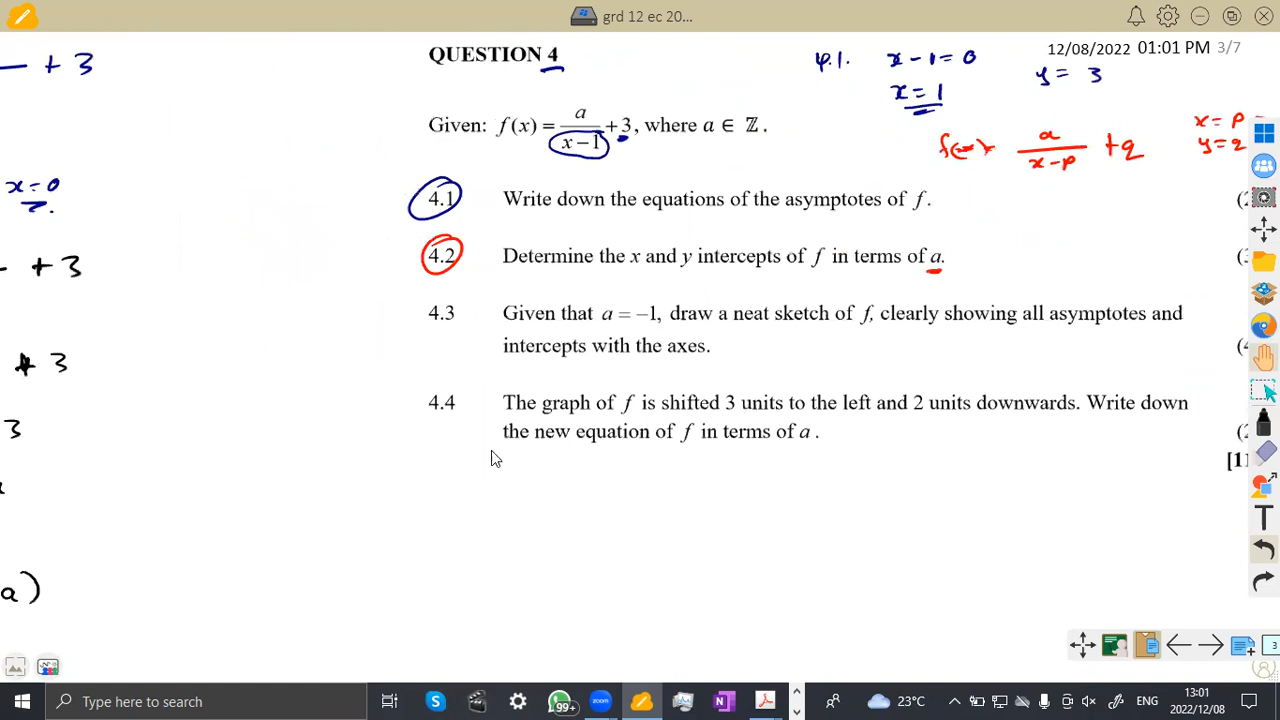 grd 12 ec 20...
12/08/2022 01:01 PM 3/7
+ 3
QUESTION 4
4.1. x - 1 = 0 y = 3
x = 1
Given: f(x) = a/(x − 1) + 3, where a ∈ ℤ.
x = p
f(x) = a/(x - p) + q y = q
x = 0
4.1 Write down the equations of the asymptotes of f.
4.2 Determine the x and y intercepts of f in terms of a.
+ 3
4.3 Given that a = −1, draw a neat sketch of f, clearly showing all asymptotes and
intercepts with the axes.
+ 3
4.4 The graph of f is shifted 3 units to the left and 2 units downwards. Write down
the new equation of f in terms of a.
3
[11
a)
T
3
Type here to search
99+
zoom
23°C
ENG
13:01
2022/12/08